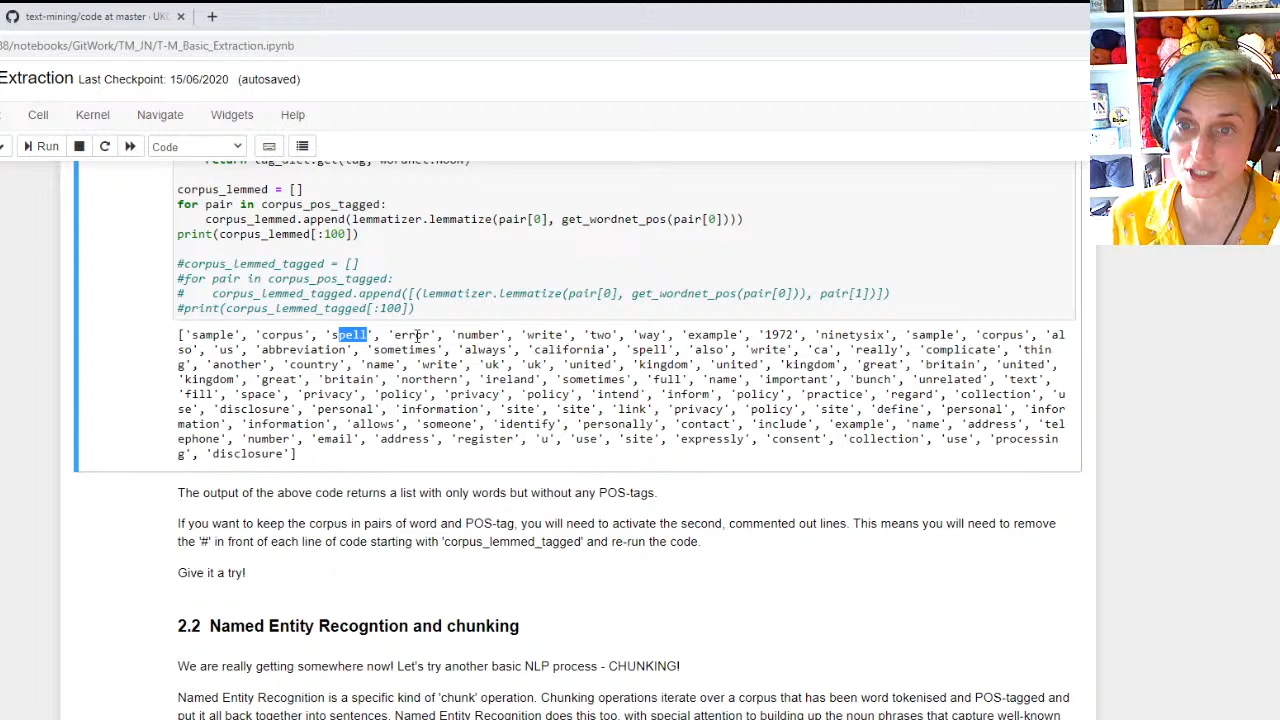 text-mining/code at master · UKD
38/notebooks/GitWork/TM_JN/T-M_Basic_Extraction.ipynb
Extraction Last Checkpoint: 15/06/2020 (autosaved)
Cell Kernel Navigate Widgets Help
Run Code
return tag_dict.get(tag, wordnet.NOUN)
corpus_lemmed = []
for pair in corpus_pos_tagged:
corpus_lemmed.append(lemmatizer.lemmatize(pair[0], get_wordnet_pos(pair[0])))
print(corpus_lemmed[:100])
#corpus_lemmed_tagged = []
#for pair in corpus_pos_tagged:
# corpus_lemmed_tagged.append([(lemmatizer.lemmatize(pair[0], get_wordnet_pos(pair[0])), pair[1])])
#print(corpus_lemmed_tagged[:100])
['sample', 'corpus', 'spell', 'error', 'number', 'write', 'two', 'way', 'example', '1972', 'ninetysix', 'sample', 'corpus', 'al
so', 'us', 'abbreviation', 'sometimes', 'always', 'california', 'spell', 'also', 'write', 'ca', 'really', 'complicate', 'thin
g', 'another', 'country', 'name', 'write', 'uk', 'uk', 'united', 'kingdom', 'united', 'kingdom', 'great', 'britain', 'united',
'kingdom', 'great', 'britain', 'northern', 'ireland', 'sometimes', 'full', 'name', 'important', 'bunch', 'unrelated', 'text',
'fill', 'space', 'privacy', 'policy', 'privacy', 'policy', 'intend', 'inform', 'policy', 'practice', 'regard', 'collection', 'u
se', 'disclosure', 'personal', 'information', 'site', 'site', 'link', 'privacy', 'policy', 'site', 'define', 'personal', 'infor
mation', 'information', 'allows', 'someone', 'identify', 'personally', 'contact', 'include', 'example', 'name', 'address', 'tel
ephone', 'number', 'email', 'address', 'register', 'u', 'use', 'site', 'expressly', 'consent', 'collection', 'use', 'processin
g', 'disclosure']
The output of the above code returns a list with only words but without any POS-tags.
If you want to keep the corpus in pairs of word and POS-tag, you will need to activate the second, commented out lines. This means you will need to remove
the '#' in front of each line of code starting with 'corpus_lemmed_tagged' and re-run the code.
Give it a try!
2.2 Named Entity Recogntion and chunking
We are really getting somewhere now! Let's try another basic NLP process - CHUNKING!
Named Entity Recognition is a specific kind of 'chunk' operation. Chunking operations iterate over a corpus that has been word tokenised and POS-tagged and
put it all back together into sentences. Named Entity Recognition does this too, with special attention to building up the noun phrases that capture well-known